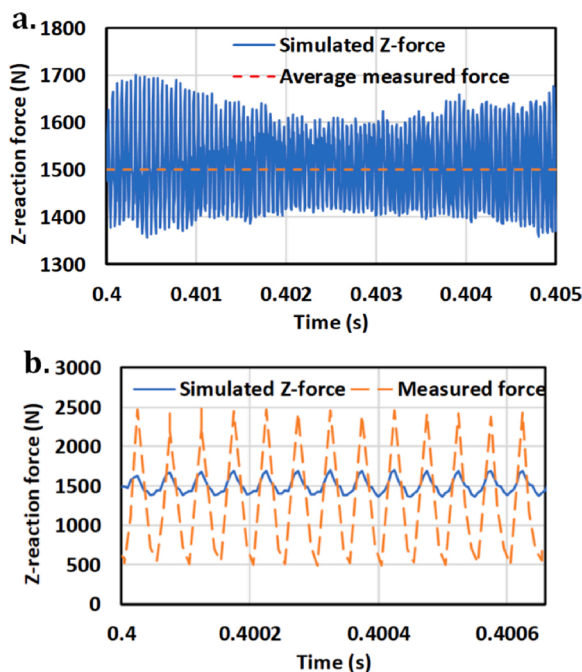 a.
1800
Simulated Z-force
1700
Average measured force
1600
1500
1400
1300
Z-reaction force (N)
0.4 0.401 0.402 0.403 0.404 0.405
Time (s)
b.
3000
Simulated Z-force Measured force
2500
2000
1500
1000
500
0
Z-reaction force (N)
0.4 0.4002 0.4004 0.4006
Time (s)